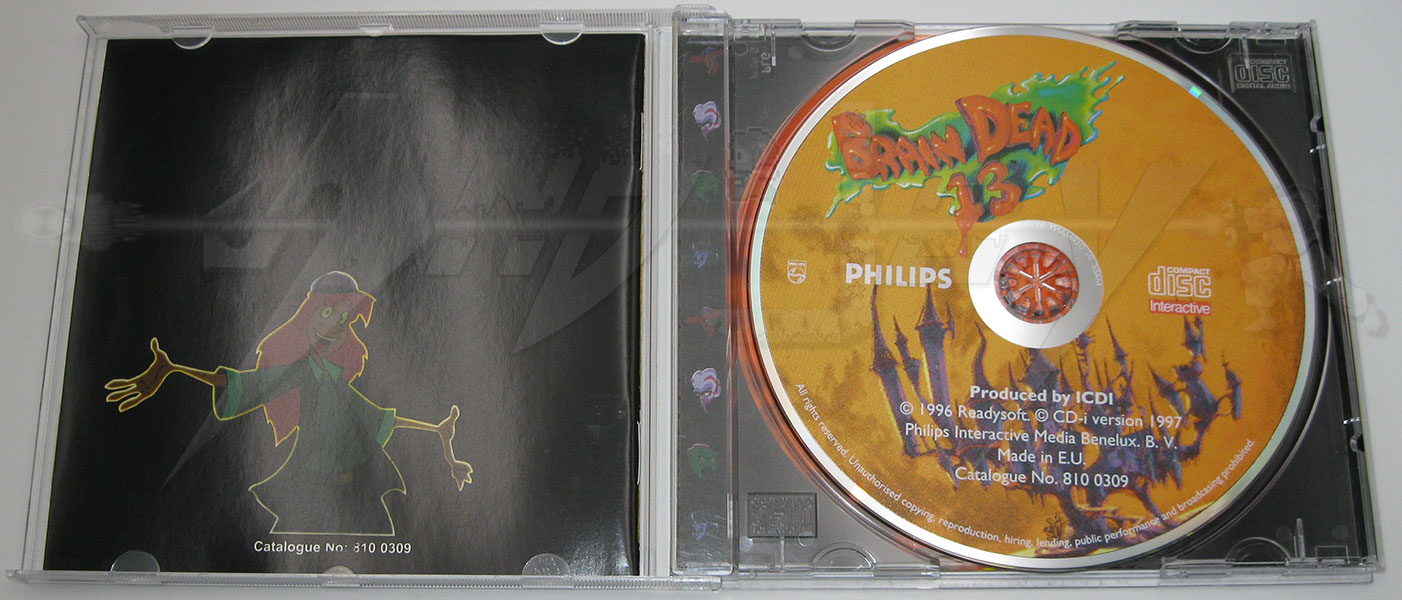 Catalogue No: 810 0309
BRAIN DEAD
13
PHILIPS
PHILIPS
COMPACT
disc
Interactive
Produced by ICDI
© 1996 Readysoft. © CD-i version 1997
Philips Interactive Media Benelux. B. V.
Made in E.U.
Catalogue No. 810 0309
All rights reserved. Unauthorised copying, reproduction, hiring, lending, public performance and broadcasting prohibited.
COMPACT
disc
DIGITAL AUDIO